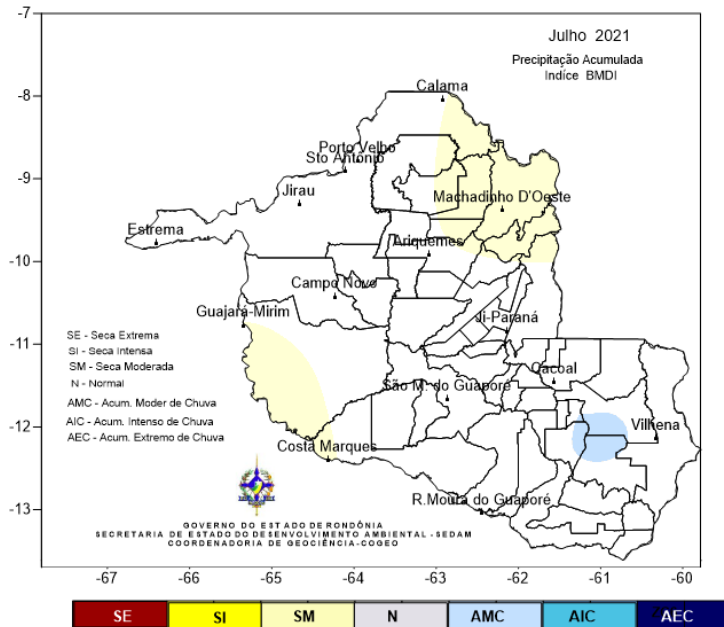 Julho 2021
Precipitação Acumulada
Indíce BMDI
-7
-8
-9
-10
-11
-12
-13
Calama
Porto Velho
Sto Antônio
Jirau
Machadinho D'Oeste
Estrema
Ariquemes
Campo Novo
Guajará-Mirim
Ji-Paraná
Cacoal
São M. do Guaporé
Vilhena
Costa Marques
R.Moura do Guaporé
SE - Seca Extrema
SI - Seca Intensa
SM - Seca Moderada
N - Normal
AMC - Acum. Moder de Chuva
AIC - Acum. Intenso de Chuva
AEC - Acum. Extremo de Chuva
GOVERNO DO ESTADO DE RONDÔNIA
SECRETARIA DE ESTADO DO DESENVOLVIMENTO AMBIENTAL - SEDAM
COORDENADORIA DE GEOCIÊNCIA-COGEO
-67 -66 -65 -64 -63 -62 -61 -60
SE SI SM N AMC AIC AEC